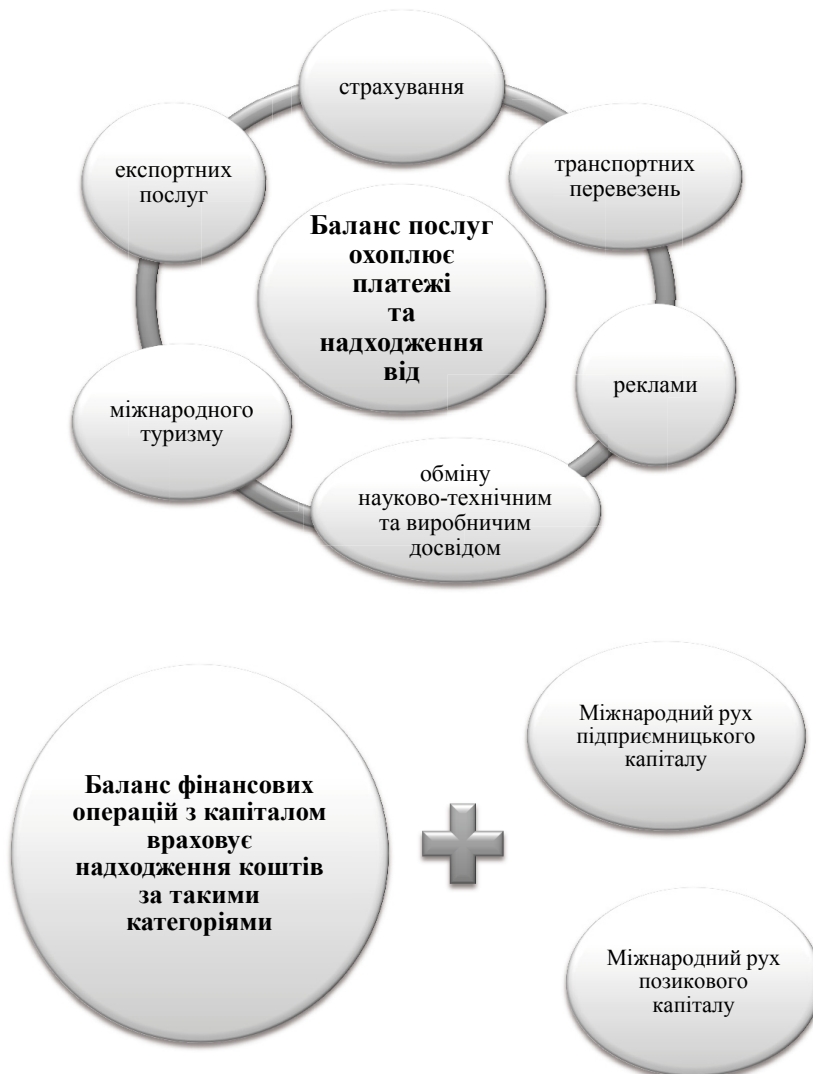 страхування
експортних
послуг
транспортних
перевезень
Баланс послуг
охоплює
платежі
та
надходження
від
реклами
міжнародного
туризму
обміну
науково-технічним
та виробничим
досвідом
Баланс фінансових
операцій з капіталом
враховує
надходження коштів
за такими
категоріями
Міжнародний рух
підприємницького
капіталу
Міжнародний рух
позикового
капіталу